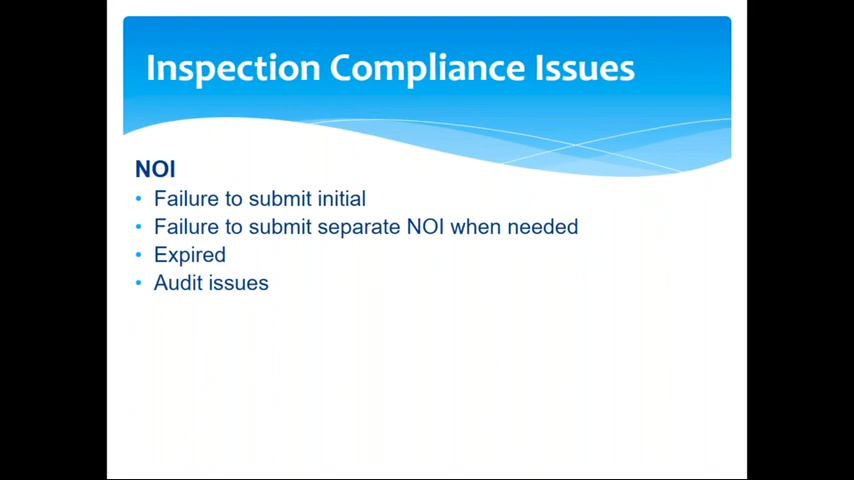 Inspection Compliance Issues
NOI
• Failure to submit initial
• Failure to submit separate NOI when needed
• Expired
• Audit issues